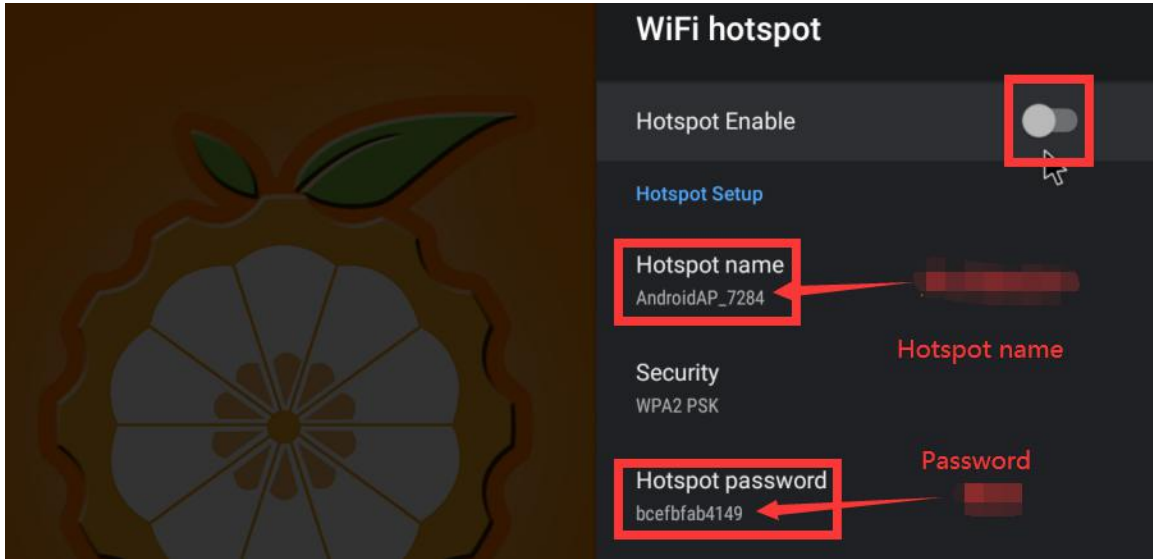 WiFi hotspot
Hotspot Enable
Hotspot Setup
Hotspot name
AndroidAP_7284
Hotspot name
Security
WPA2 PSK
Password
Hotspot password
bcefbfab4149